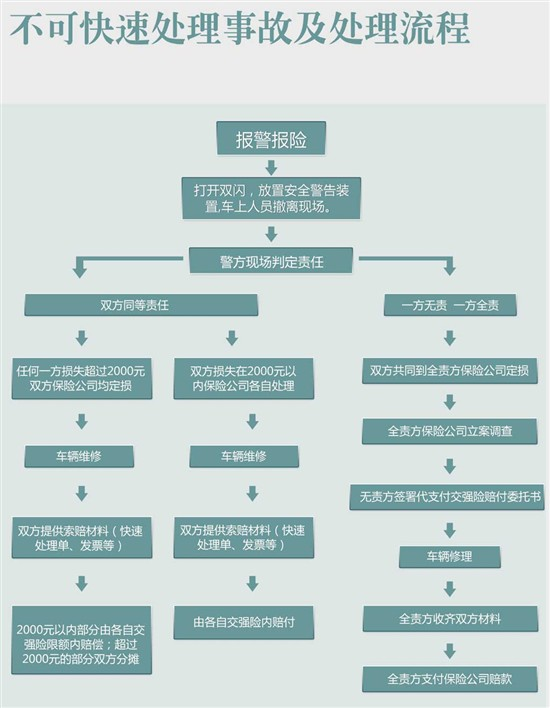 不可快速处理事故及处理流程
报警报险
打开双闪，放置安全警告装
置,车上人员撤离现场。
警方现场判定责任
双方同等责任
一方无责 一方全责
任何一方损失超过2000元
双方保险公司均定损
双方损失在2000元以
内保险公司各自处理
双方共同到全责方保险公司定损
全责方保险公司立案调查
车辆维修
车辆维修
无责方签署代支付交强险赔付委托书
双方提供索赔材料（快速
处理单、发票等）
双方提供索赔材料（快速
处理单、发票等）
车辆修理
2000元以内部分由各自交
强险限额内赔偿；超过
2000元的部分双方分摊
由各自交强险内赔付
全责方收齐双方材料
全责方支付保险公司赔款